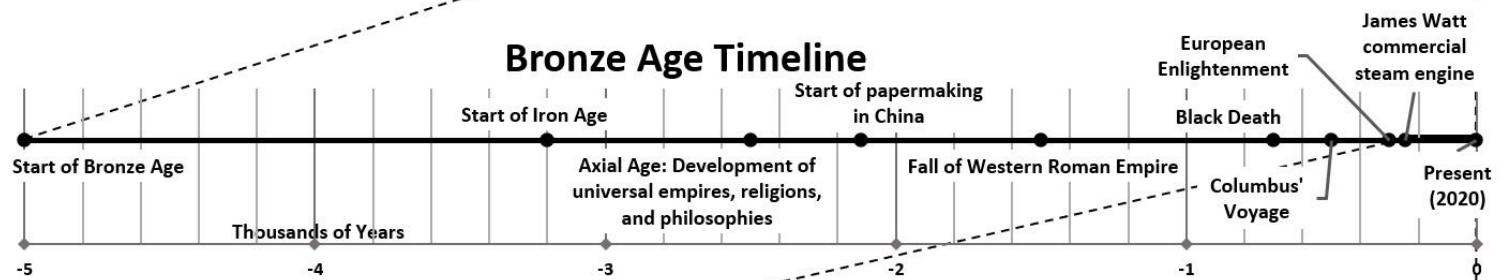 Bronze Age Timeline
James Watt
commercial
steam engine
European
Enlightenment
Start of papermaking
in China
Start of Iron Age
Black Death
Start of Bronze Age
Axial Age: Development of
universal empires, religions,
and philosophies
Fall of Western Roman Empire
Columbus'
Voyage
Present
(2020)
Thousands of Years
-5
-4
-3
-2
-1
0